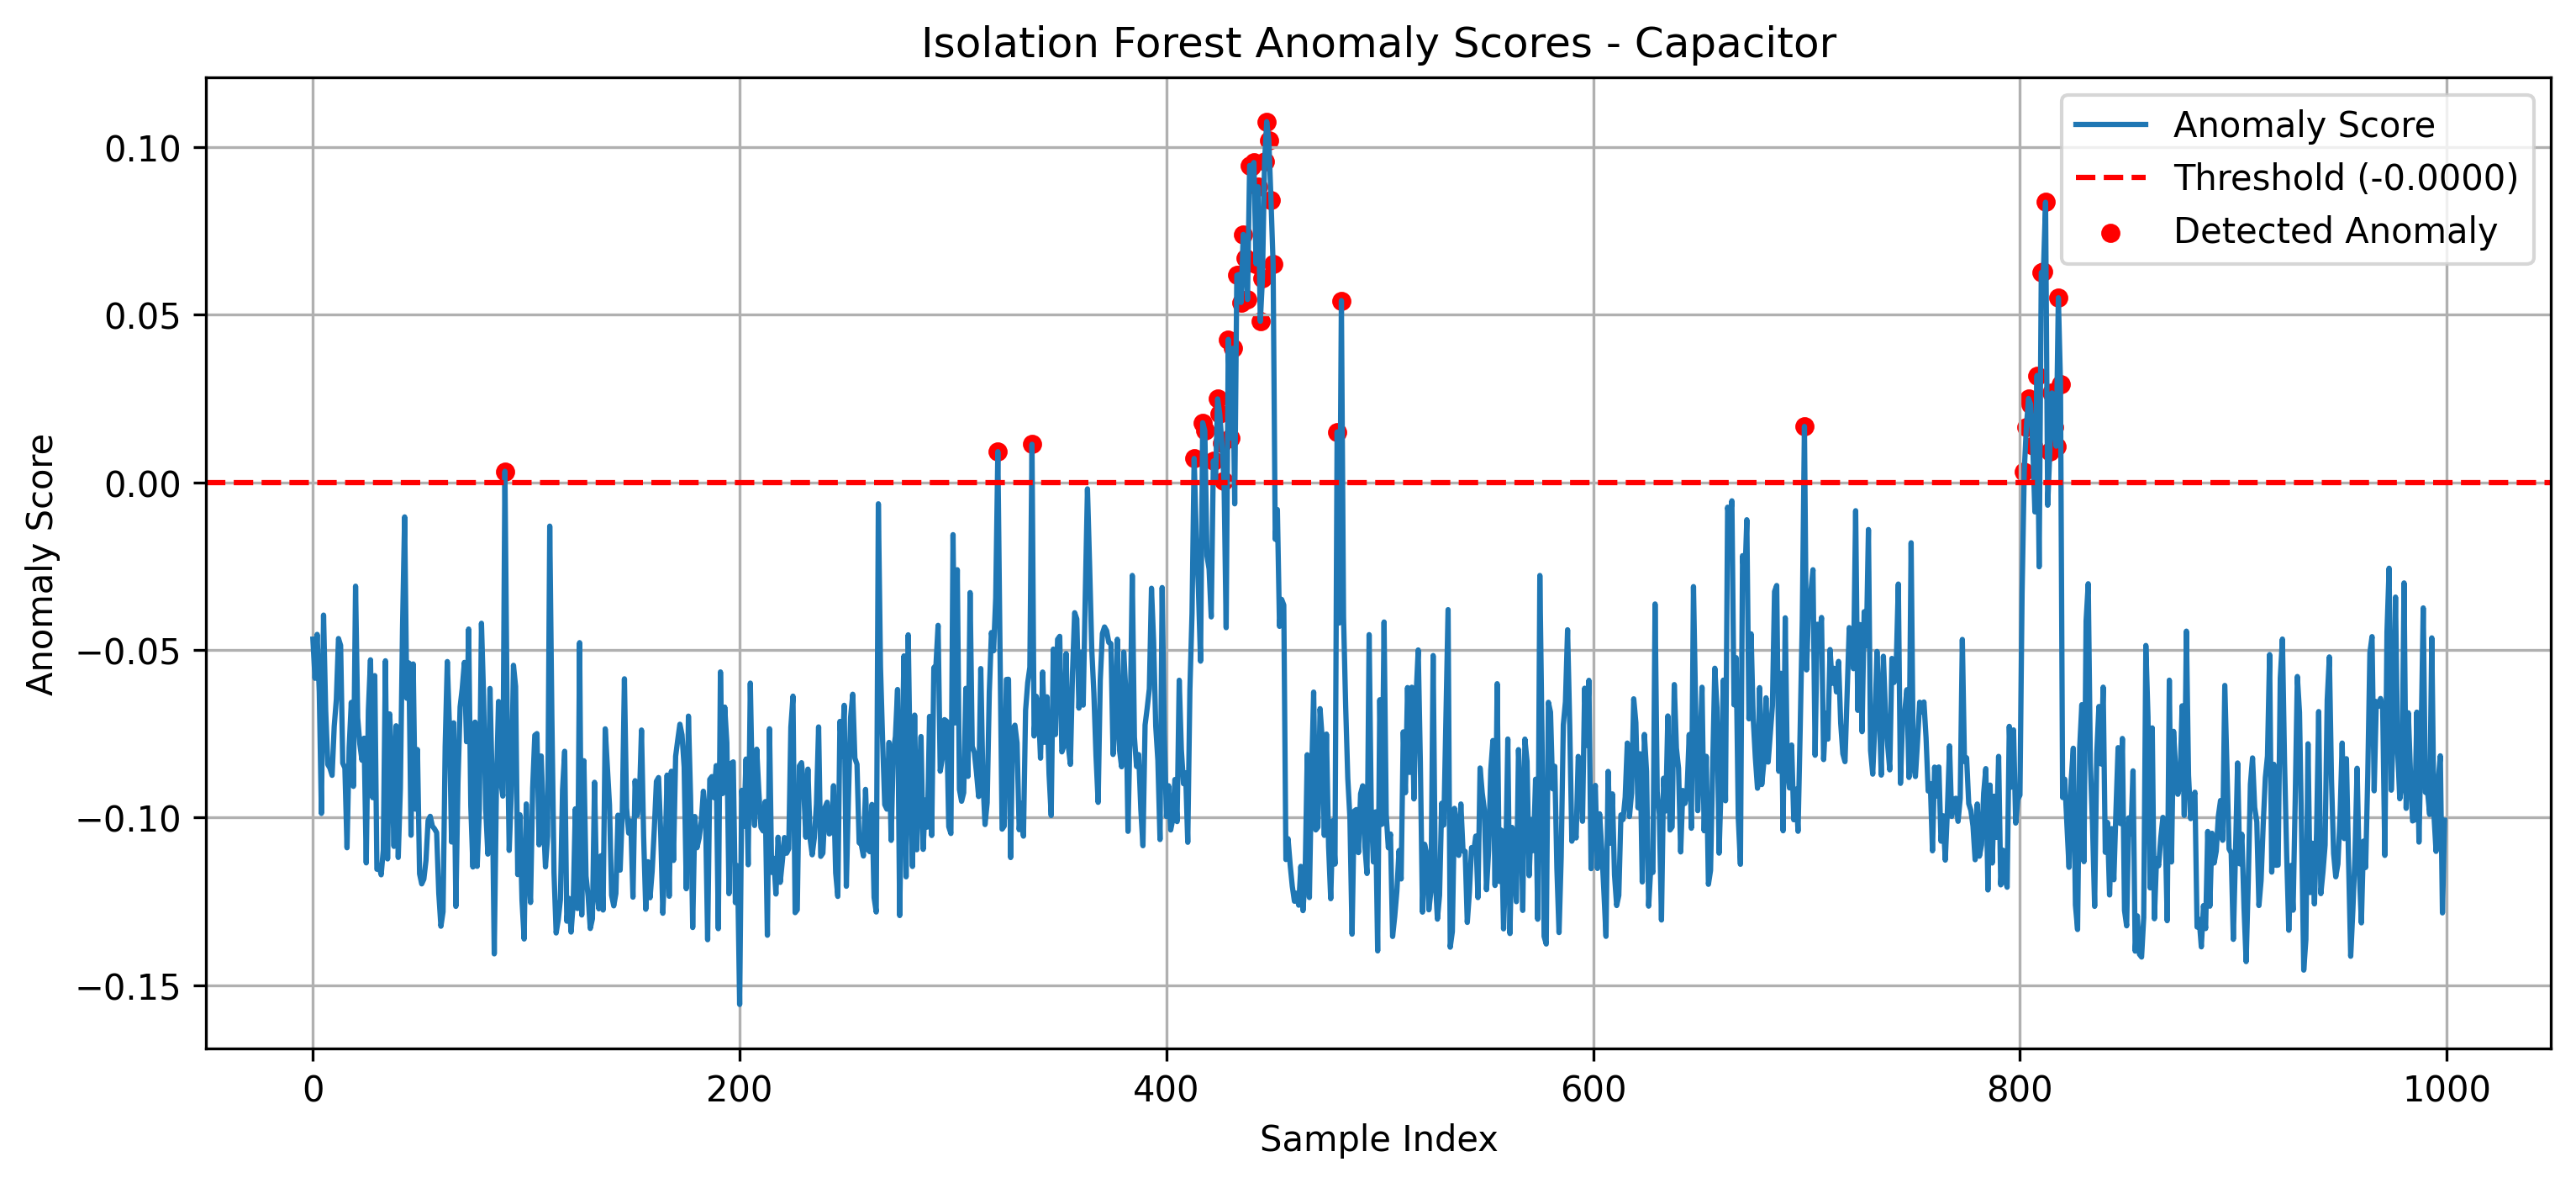 Isolation Forest Anomaly Scores - Capacitor
Anomaly Score
Threshold (-0.0000)
Detected Anomaly
0.10
0.05
0.00
−0.05
−0.10
−0.15
Anomaly Score
0 200 400 600 800 1000
Sample Index